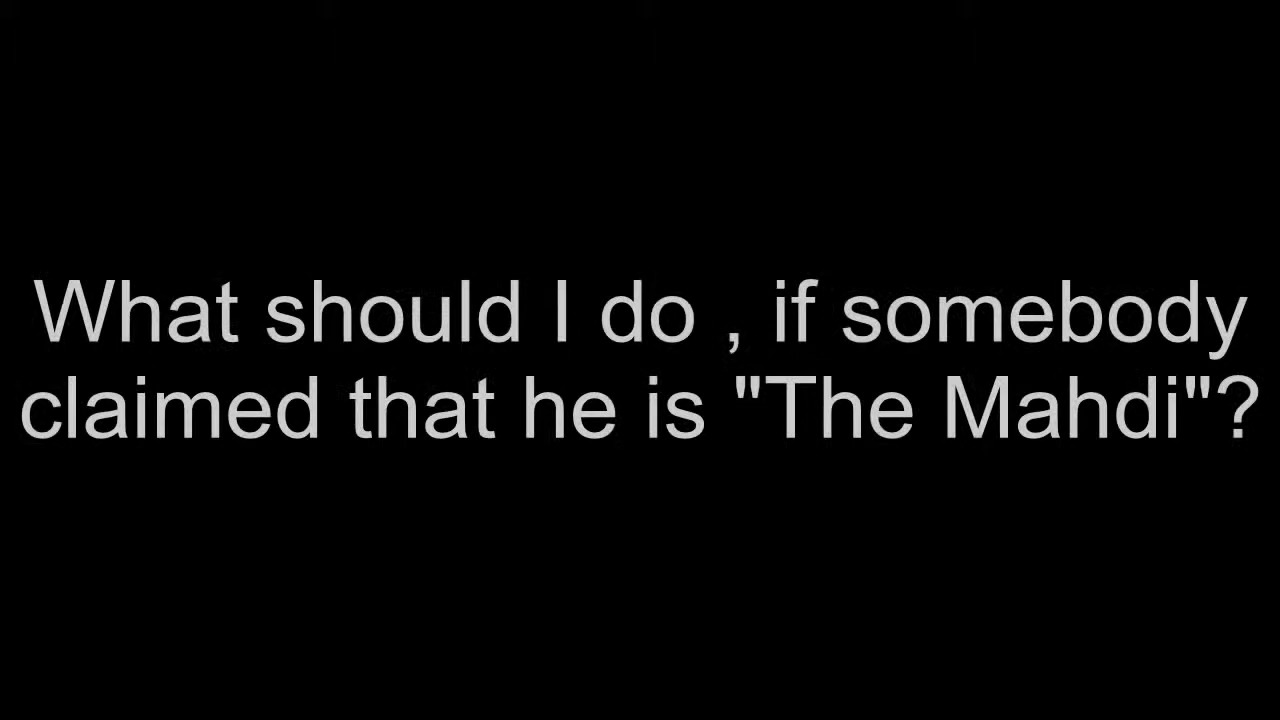 What should I do , if somebody
claimed that he is "The Mahdi"?